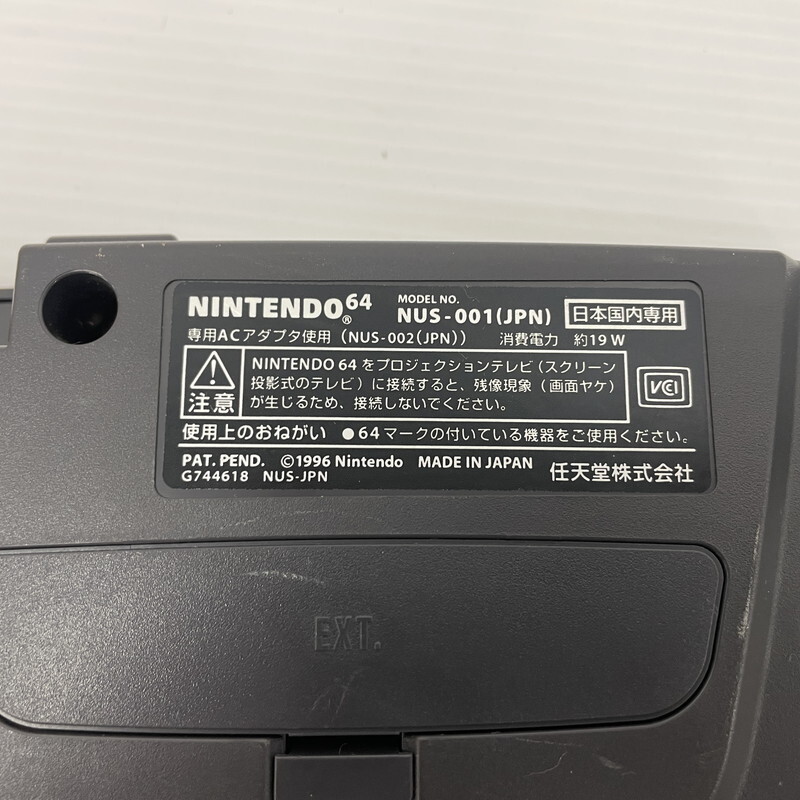 NINTENDO64® MODEL NO. NUS-001(JPN) 日本国内専用
専用ACアダプタ使用（NUS-002(JPN)） 消費電力 約19W
注意
NINTENDO 64をプロジェクションテレビ（スクリーン
投影式のテレビ）に接続すると、残像現象（画面ヤケ）
が生じるため、接続しないでください。
VCI
使用上のおねがい ●64マークの付いている機器をご使用ください。
PAT. PEND. ©1996 Nintendo MADE IN JAPAN 任天堂株式会社
G744618 NUS-JPN
EXT.